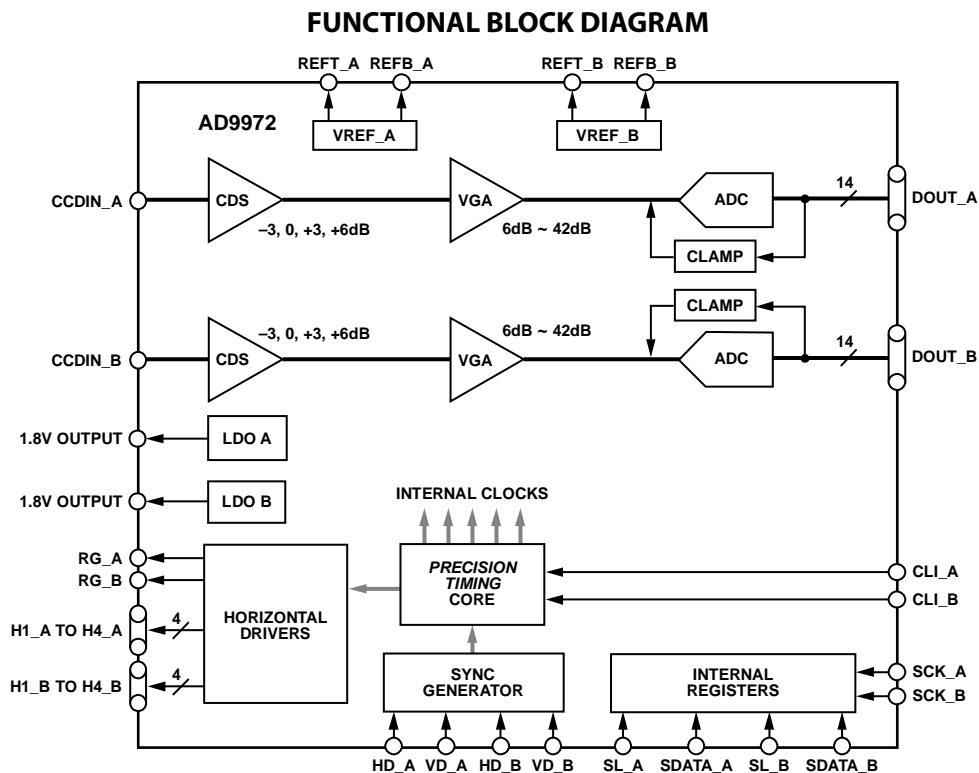 FUNCTIONAL BLOCK DIAGRAM
REFT_A REFB_A REFT_B REFB_B
AD9972
VREF_A VREF_B
CCDIN_A CDS VGA ADC 14 DOUT_A
–3, 0, +3, +6dB 6dB ~ 42dB
CLAMP
CLAMP
–3, 0, +3, +6dB 6dB ~ 42dB
CCDIN_B CDS VGA ADC 14 DOUT_B
1.8V OUTPUT LDO A
1.8V OUTPUT LDO B
INTERNAL CLOCKS
RG_A
RG_B
H1_A TO H4_A 4
H1_B TO H4_B 4
HORIZONTAL
DRIVERS
PRECISION
TIMING
CORE
CLI_A
CLI_B
SYNC
GENERATOR
INTERNAL
REGISTERS
SCK_A
SCK_B
HD_A VD_A HD_B VD_B SL_A SDATA_A SL_B SDATA_B